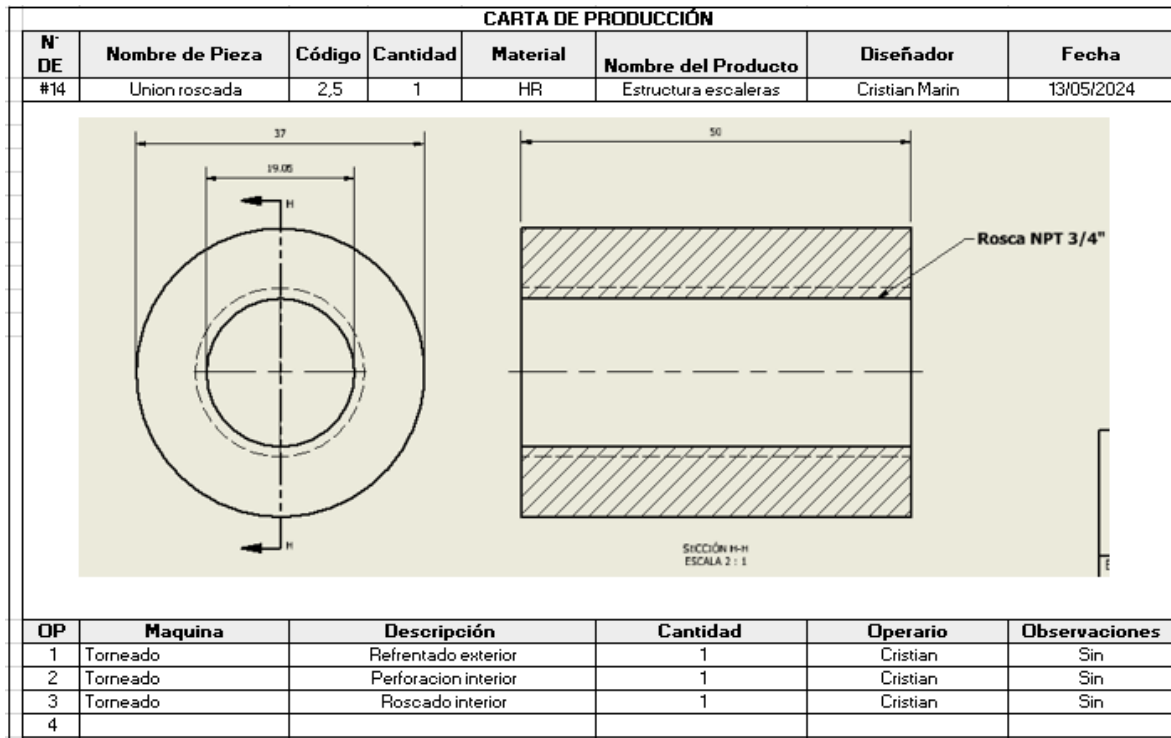 CARTA DE PRODUCCIÓN
N° DE Nombre de Pieza Código Cantidad Material Nombre del Producto Diseñador Fecha
#14 Union roscada 2,5 1 HR Estructura escaleras Cristian Marin 13/05/2024
37
50
19.05
H
Rosca NPT 3/4"
H
SECCIÓN H-H
ESCALA 2 : 1
OP Maquina Descripción Cantidad Operario Observaciones
1 Torneado Refrentado exterior 1 Cristian Sin
2 Torneado Perforacion interior 1 Cristian Sin
3 Torneado Roscado interior 1 Cristian Sin
4